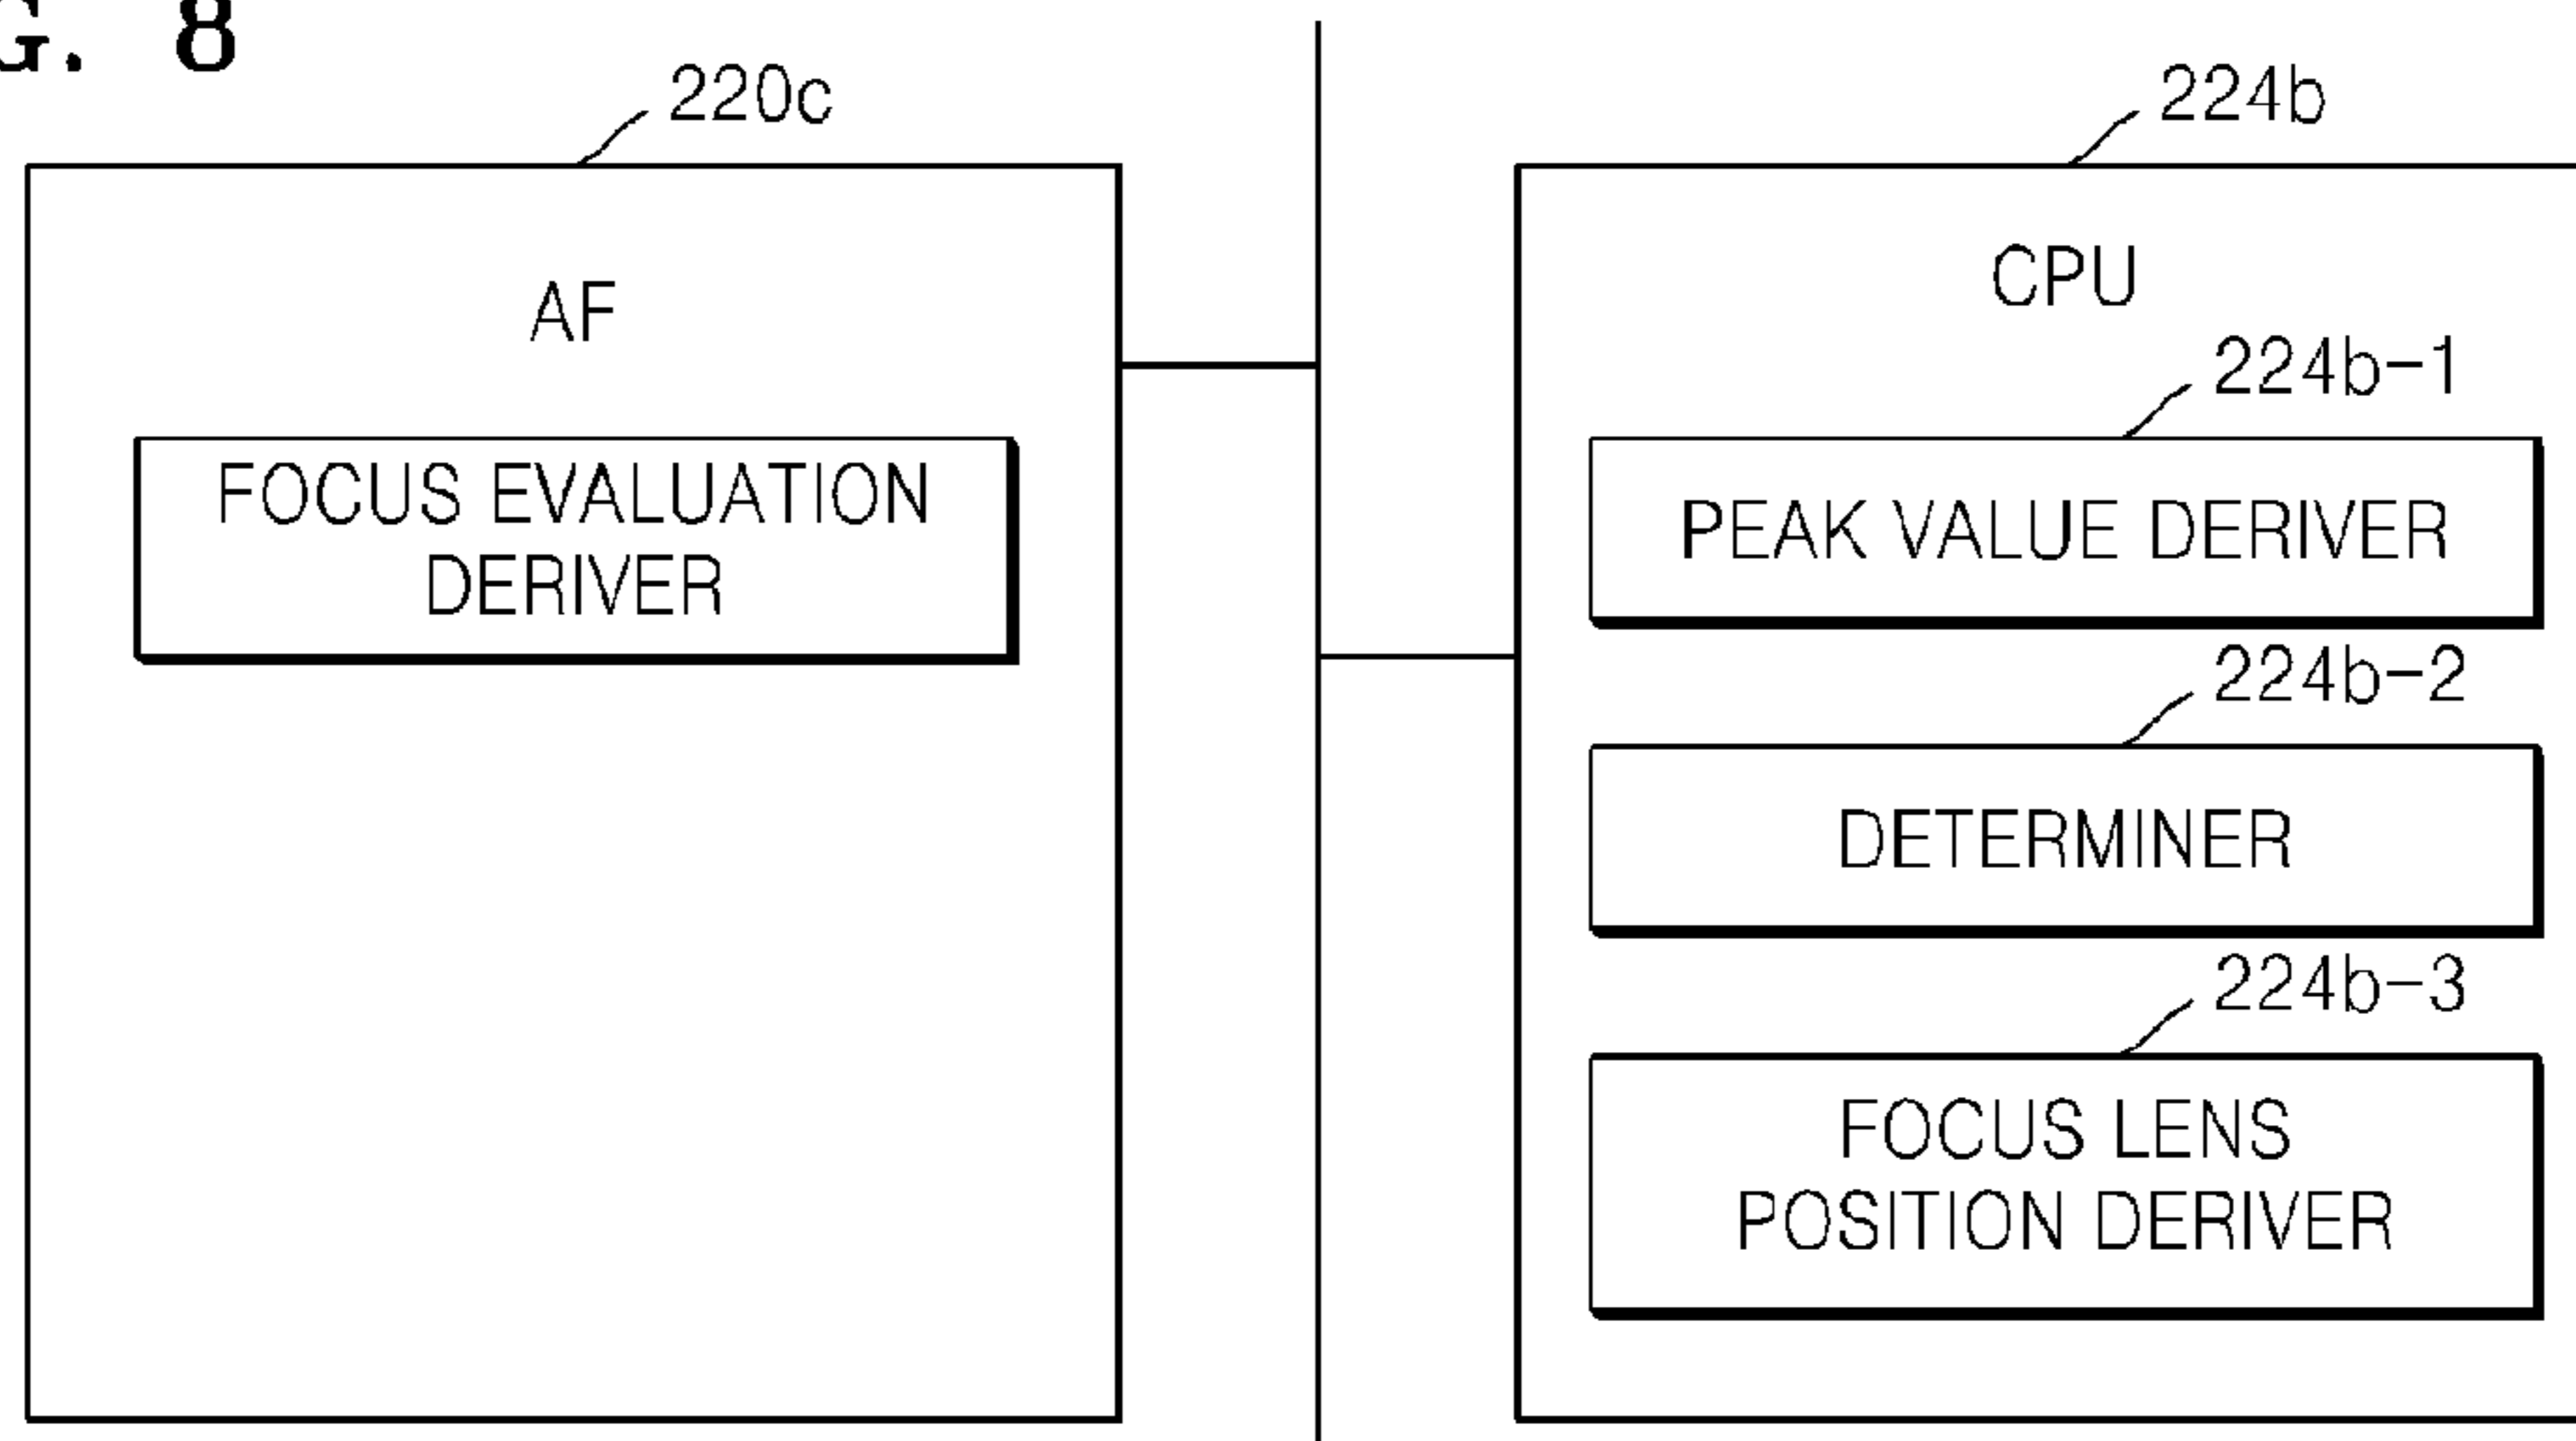 G. 8
220c
224b
AF
CPU
224b-1
FOCUS EVALUATION
DERIVER
PEAK VALUE DERIVER
224b-2
DETERMINER
224b-3
FOCUS LENS
POSITION DERIVER